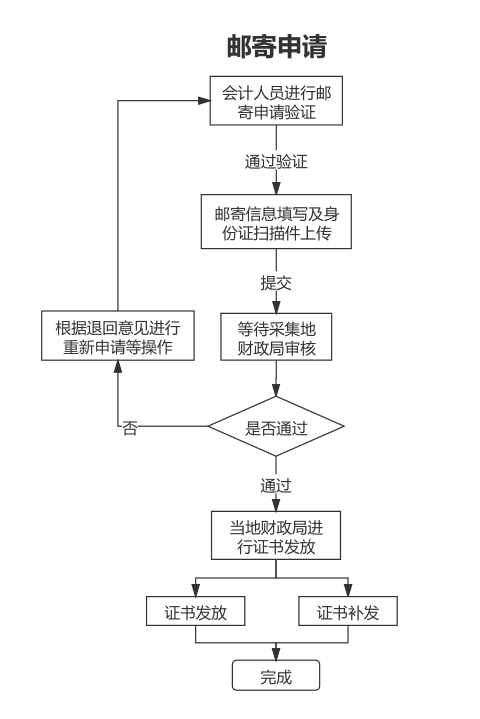 邮寄申请
会计人员进行邮
寄申请验证
通过验证
邮寄信息填写及身
份证扫描件上传
提交
等待采集地
财政局审核
根据退回意见进行
重新申请等操作
否
是否通过
通过
当地财政局进
行证书发放
证书发放
证书补发
完成